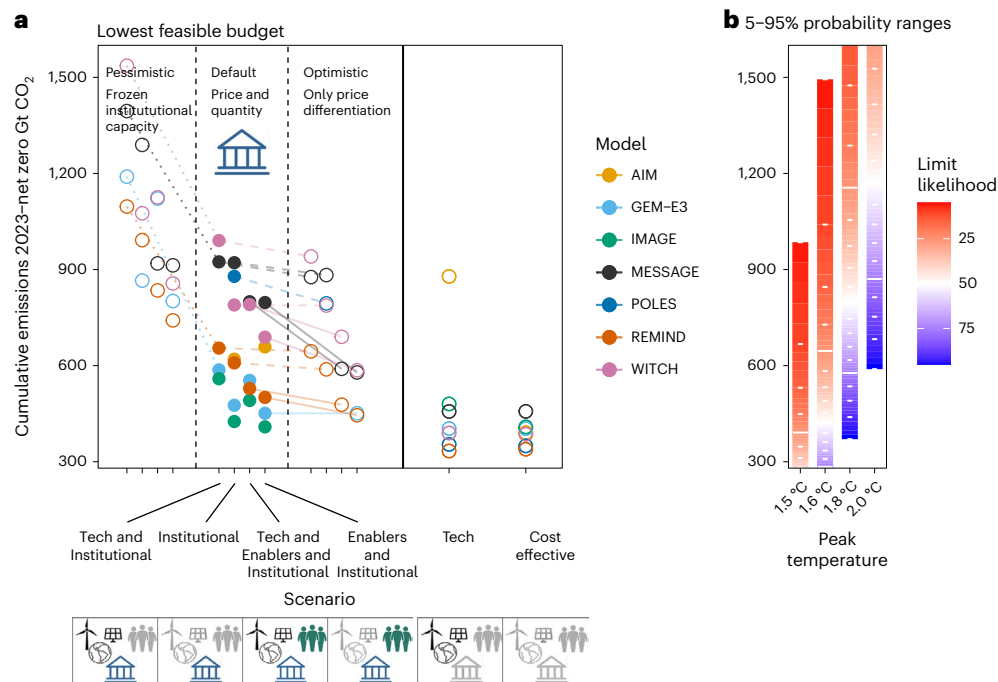 a
Lowest feasible budget
Cumulative emissions 2023–net zero Gt CO₂
1,500
1,200
900
600
300
Pessimistic
Frozen
instritututional
capacity
Default
Price and
quantity
Optimistic
Only price
differentiation
Tech and
Institutional
Institutional
Tech and
Enablers and
Institutional
Enablers
and
Institutional
Tech
Cost
effective
Scenario
Model
AIM
GEM–E3
IMAGE
MESSAGE
POLES
REMIND
WITCH
b
5–95% probability ranges
1,500
1,200
900
600
300
1.5 °C
1.6 °C
1.8 °C
2.0 °C
Peak
temperature
Limit
likelihood
25
50
75